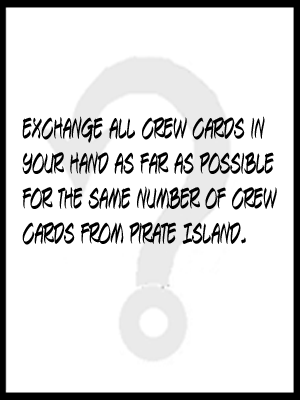 EXCHANGE ALL CREW CARDS IN
YOUR HAND AS FAR AS POSSIBLE
FOR THE SAME NUMBER OF CREW
CARDS FROM PIRATE ISLAND.